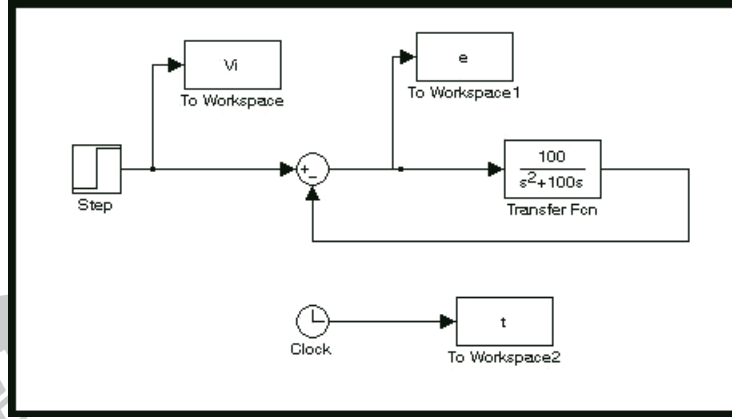 Vi
To Workspace
e
To Workspace1
Step
+
-
100
s²+100s
Transfer Fcn
Clock
t
To Workspace2